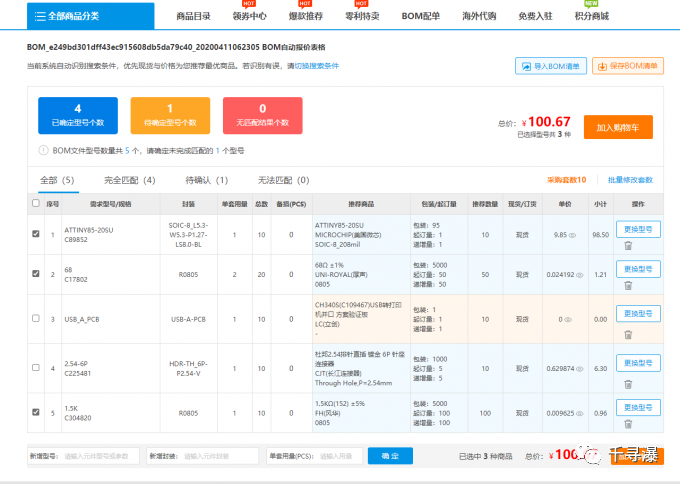 全部商品分类 商品目录 领券中心 爆款推荐 零利特卖 BOM配单 海外代购 免费入驻 积分商城
HOT HOT NEW
BOM_e249bd301dff43ec915608db5da79c40_20200411062305 BOM自动报价表格
当前系统自动识别搜索条件，优先现货与价格为您推荐最优商品。若识别有误，请切换搜索条件
导入BOM清单 保存BOM清单
4 已确定型号个数
1 待确定型号个数
0 无匹配结果个数
总价: ￥100.67
已选择型号共 3 种
加入购物车
BOM文件型号数量共 5 个，请确定未完成匹配的 1 个型号
全部（5） 完全匹配（4） 待确认（1） 无法匹配（0）
采购套数10 批量修改套数
序号 需求型号/规格 封装 单套用量 总数 备损(PCS) 推荐商品 包装/起订量 推荐数量 现货/订货 单价 小计 操作
1 ATTINY85-20SU C89852 SOIC-8_L5.3-W5.3-P1.27-LS8.0-BL 1 10 0 ATTINY85-20SU MICROCHIP(美国微芯) SOIC-8_208mil 包装：95 起订量：1 递增量：1 10 现货 9.85 98.50 更换型号
2 68 C17802 R0805 2 20 0 68Ω ±1% UNI-ROYAL(厚声) 0805 包装：5000 起订量：50 递增量：50 50 现货 0.024192 1.21 更换型号
3 USB_A_PCB USB-A-PCB 1 10 0 CH340S(C109467)USB转打印机并口 方案验证板 LC(立创) - 包装：1 起订量：1 递增量：1 10 现货 0 0.00 更换型号
4 2.54-6P C225481 HDR-TH_6P-P2.54-V 1 10 0 2.54排针直插 镀金 6P 针座连接器 CJT(长江连接器) Through Hole,P=2.54mm 包装：1000 起订量：5 递增量：5 10 现货 0.629874 6.30 更换型号
5 1.5K C304820 R0805 1 10 0 1.5KΩ(152) ±5% FH(风华) 0805 包装：5000 起订量：100 递增量：100 100 现货 0.009625 0.96 更换型号
新增型号： 请输入元件型号或参数 新增封装： 请输入元件封装 单套用量(PCS)： 请输入用量 确 定 已选中 3 种商品 总价: ￥100
千寻瀑